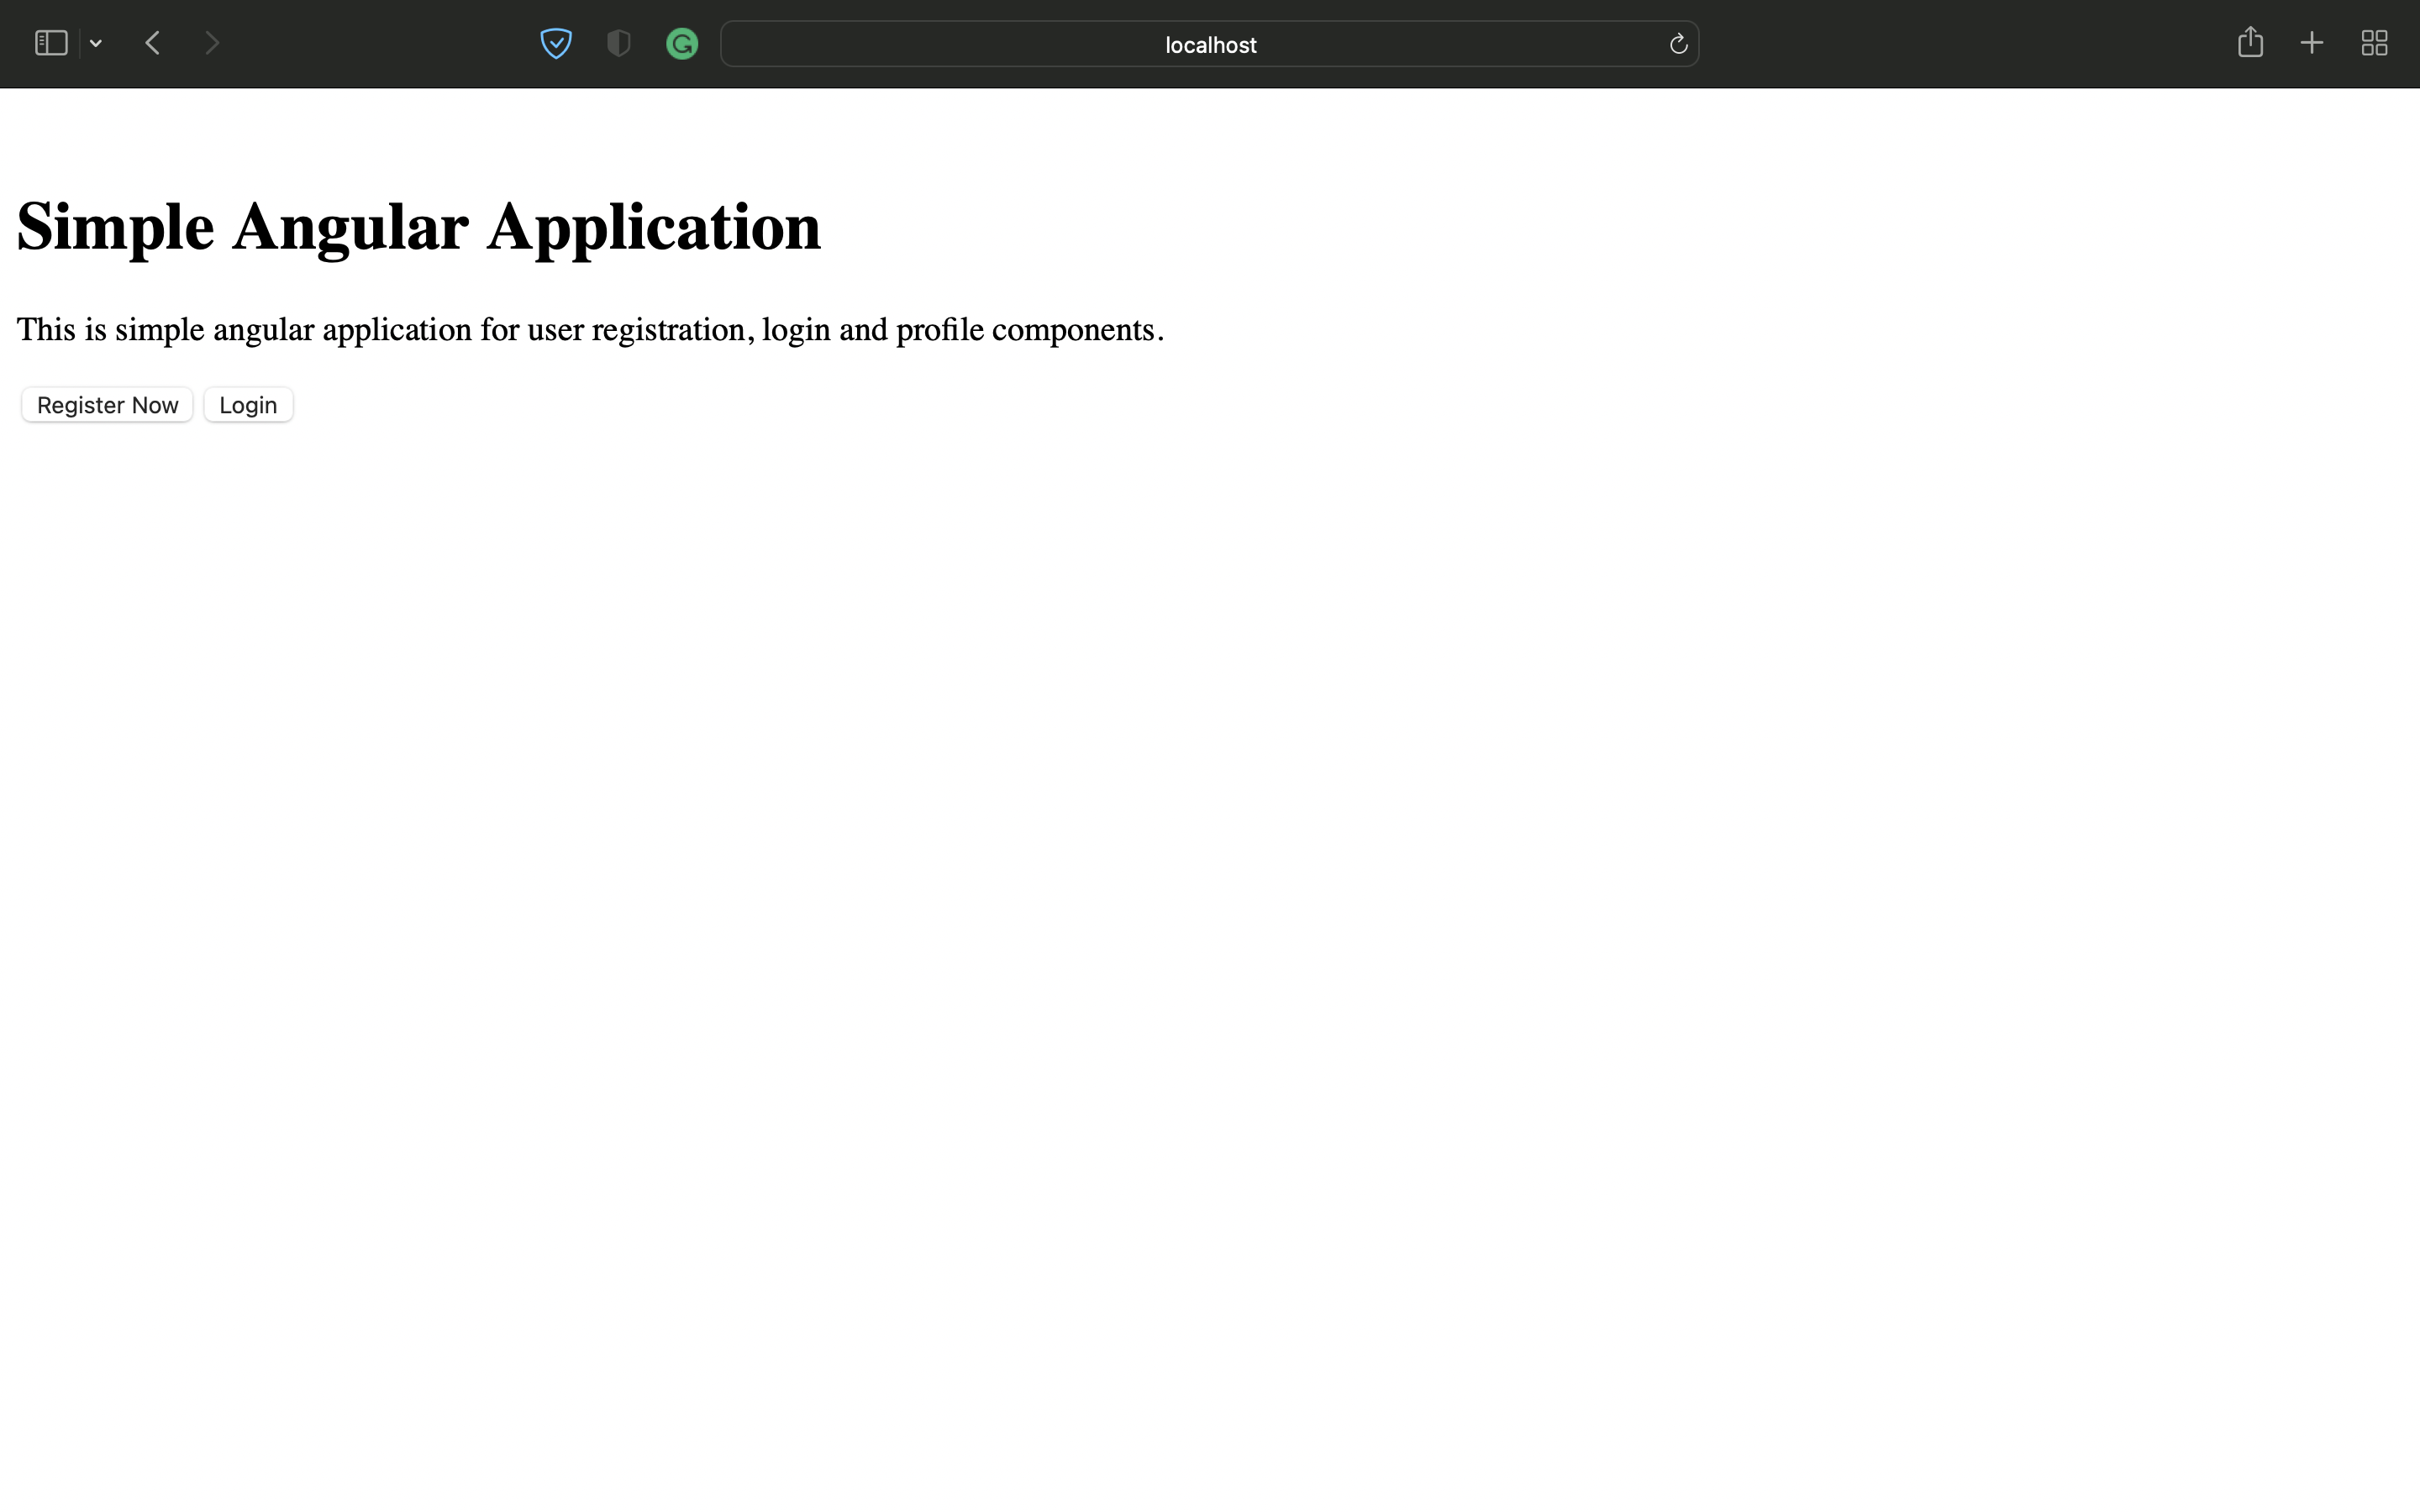 localhost
Simple Angular Application
This is simple angular application for user registration, login and profile components.
Register Now Login